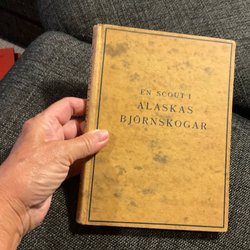 EN SCOUT I
ALASKAS
BJÖRNSKOGAR